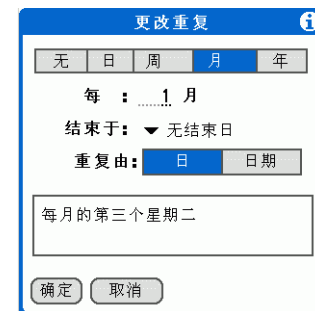 更改重复
无 日 周 月 年
每 : 1 月
结束于: 无结束日
重复由: 日 日期
每月的第三个星期二
确定 取消